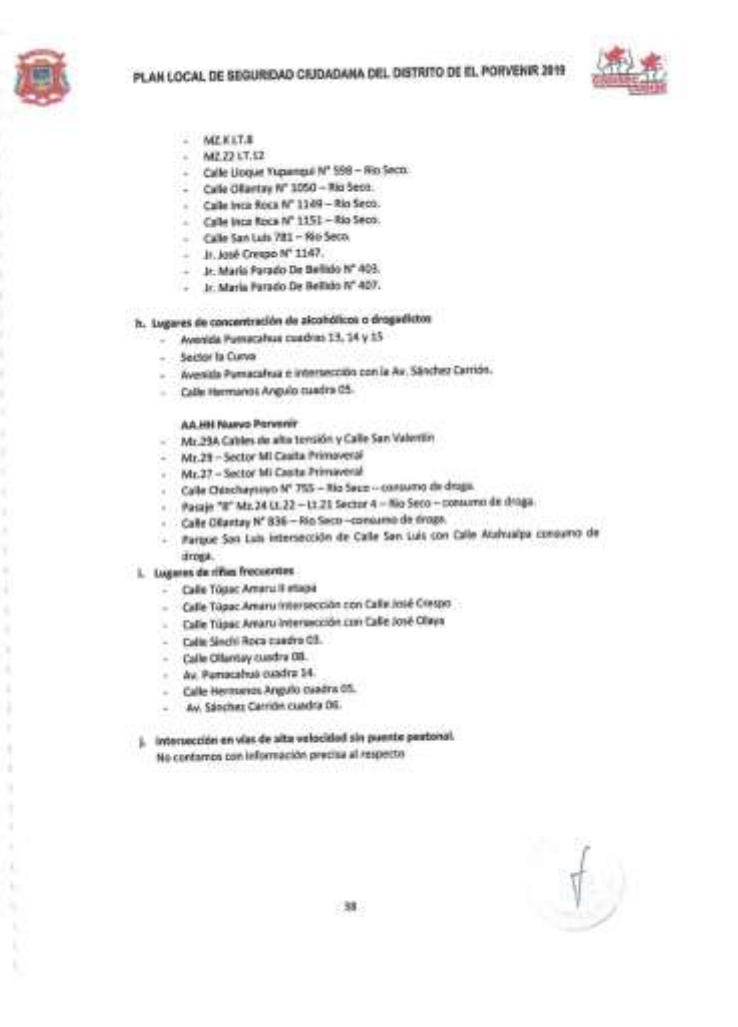 PLAN LOCAL DE SEGURIDAD CIUDADANA DEL DISTRITO DE EL PORVENIR 2019
- MZ.K LT.8
- MZ.22 LT.12
- Calle Lloque Yupanqui N° 598 – Rio Seco.
- Calle Ollantay N° 1050 – Rio Seco.
- Calle Inca Roca N° 1149 – Rio Seco.
- Calle Inca Roca N° 1151 – Rio Seco.
- Calle San Luis 781 – Rio Seco.
- Jr. José Crespo N° 1147.
- Jr. María Parado De Bellido N° 403.
- Jr. María Parado De Bellido N° 407.
h. Lugares de concentración de alcohólicos o drogadictos
- Avenida Pumacahua cuadras 13, 14 y 15
- Sector la Curva
- Avenida Pumacahua e intersección con la Av. Sánchez Carrión.
- Calle Hermanos Angulo cuadra 05.
AA.HH Nuevo Porvenir
- Mz.29A Cables de alta tensión y Calle San Valentín
- Mz.29 – Sector Mi Casita Primaveral
- Mz.27 – Sector Mi Casita Primaveral
- Calle Chinchaysuyo N° 755 – Rio Seco – consumo de droga.
- Pasaje "B" Mz.24 Lt.22 – Lt.21 Sector 4 – Rio Seco – consumo de droga.
- Calle Ollantay N° 836 – Rio Seco –consumo de droga.
- Parque San Luis intersección de Calle San Luis con Calle Atahualpa consumo de
droga.
i. Lugares de riñas frecuentes
- Calle Túpac Amaru II etapa
- Calle Túpac Amaru intersección con Calle José Crespo
- Calle Túpac Amaru intersección con Calle José Olaya
- Calle Sinchi Roca cuadra 03.
- Calle Ollantay cuadra 08.
- Av. Pumacahua cuadra 14.
- Calle Hermanos Angulo cuadra 05.
- Av. Sánchez Carrión cuadra 06.
j. Intersección en vías de alta velocidad sin puente peatonal.
No contamos con información precisa al respecto
38